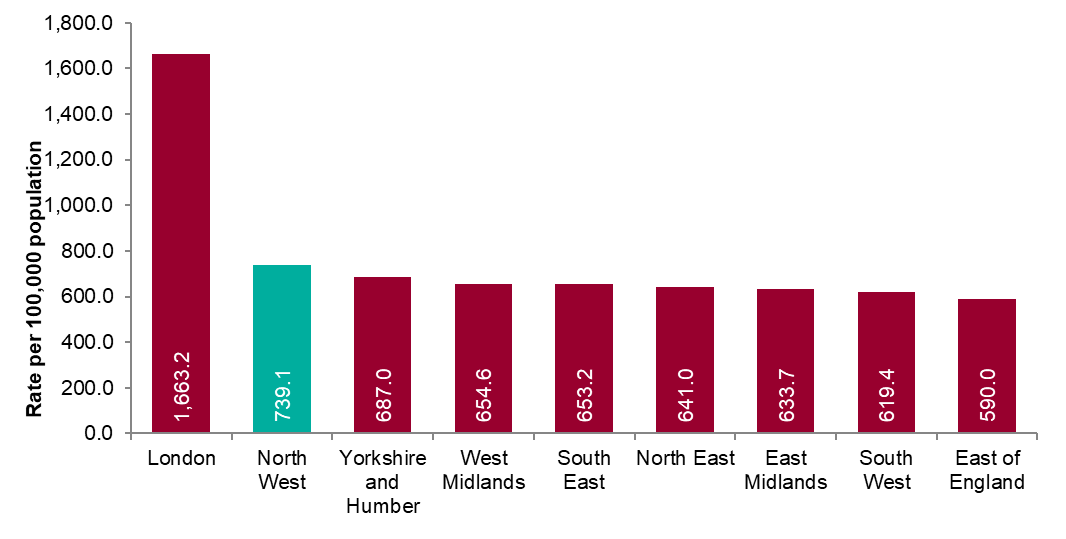 Rate per 100,000 population
1,800.0
1,600.0
1,400.0
1,200.0
1,000.0
800.0
600.0
400.0
200.0
0.0
1,663.2
739.1
687.0
654.6
653.2
641.0
633.7
619.4
590.0
London
North
West
Yorkshire
and
Humber
West
Midlands
South
East
North East
East
Midlands
South
West
East of
England